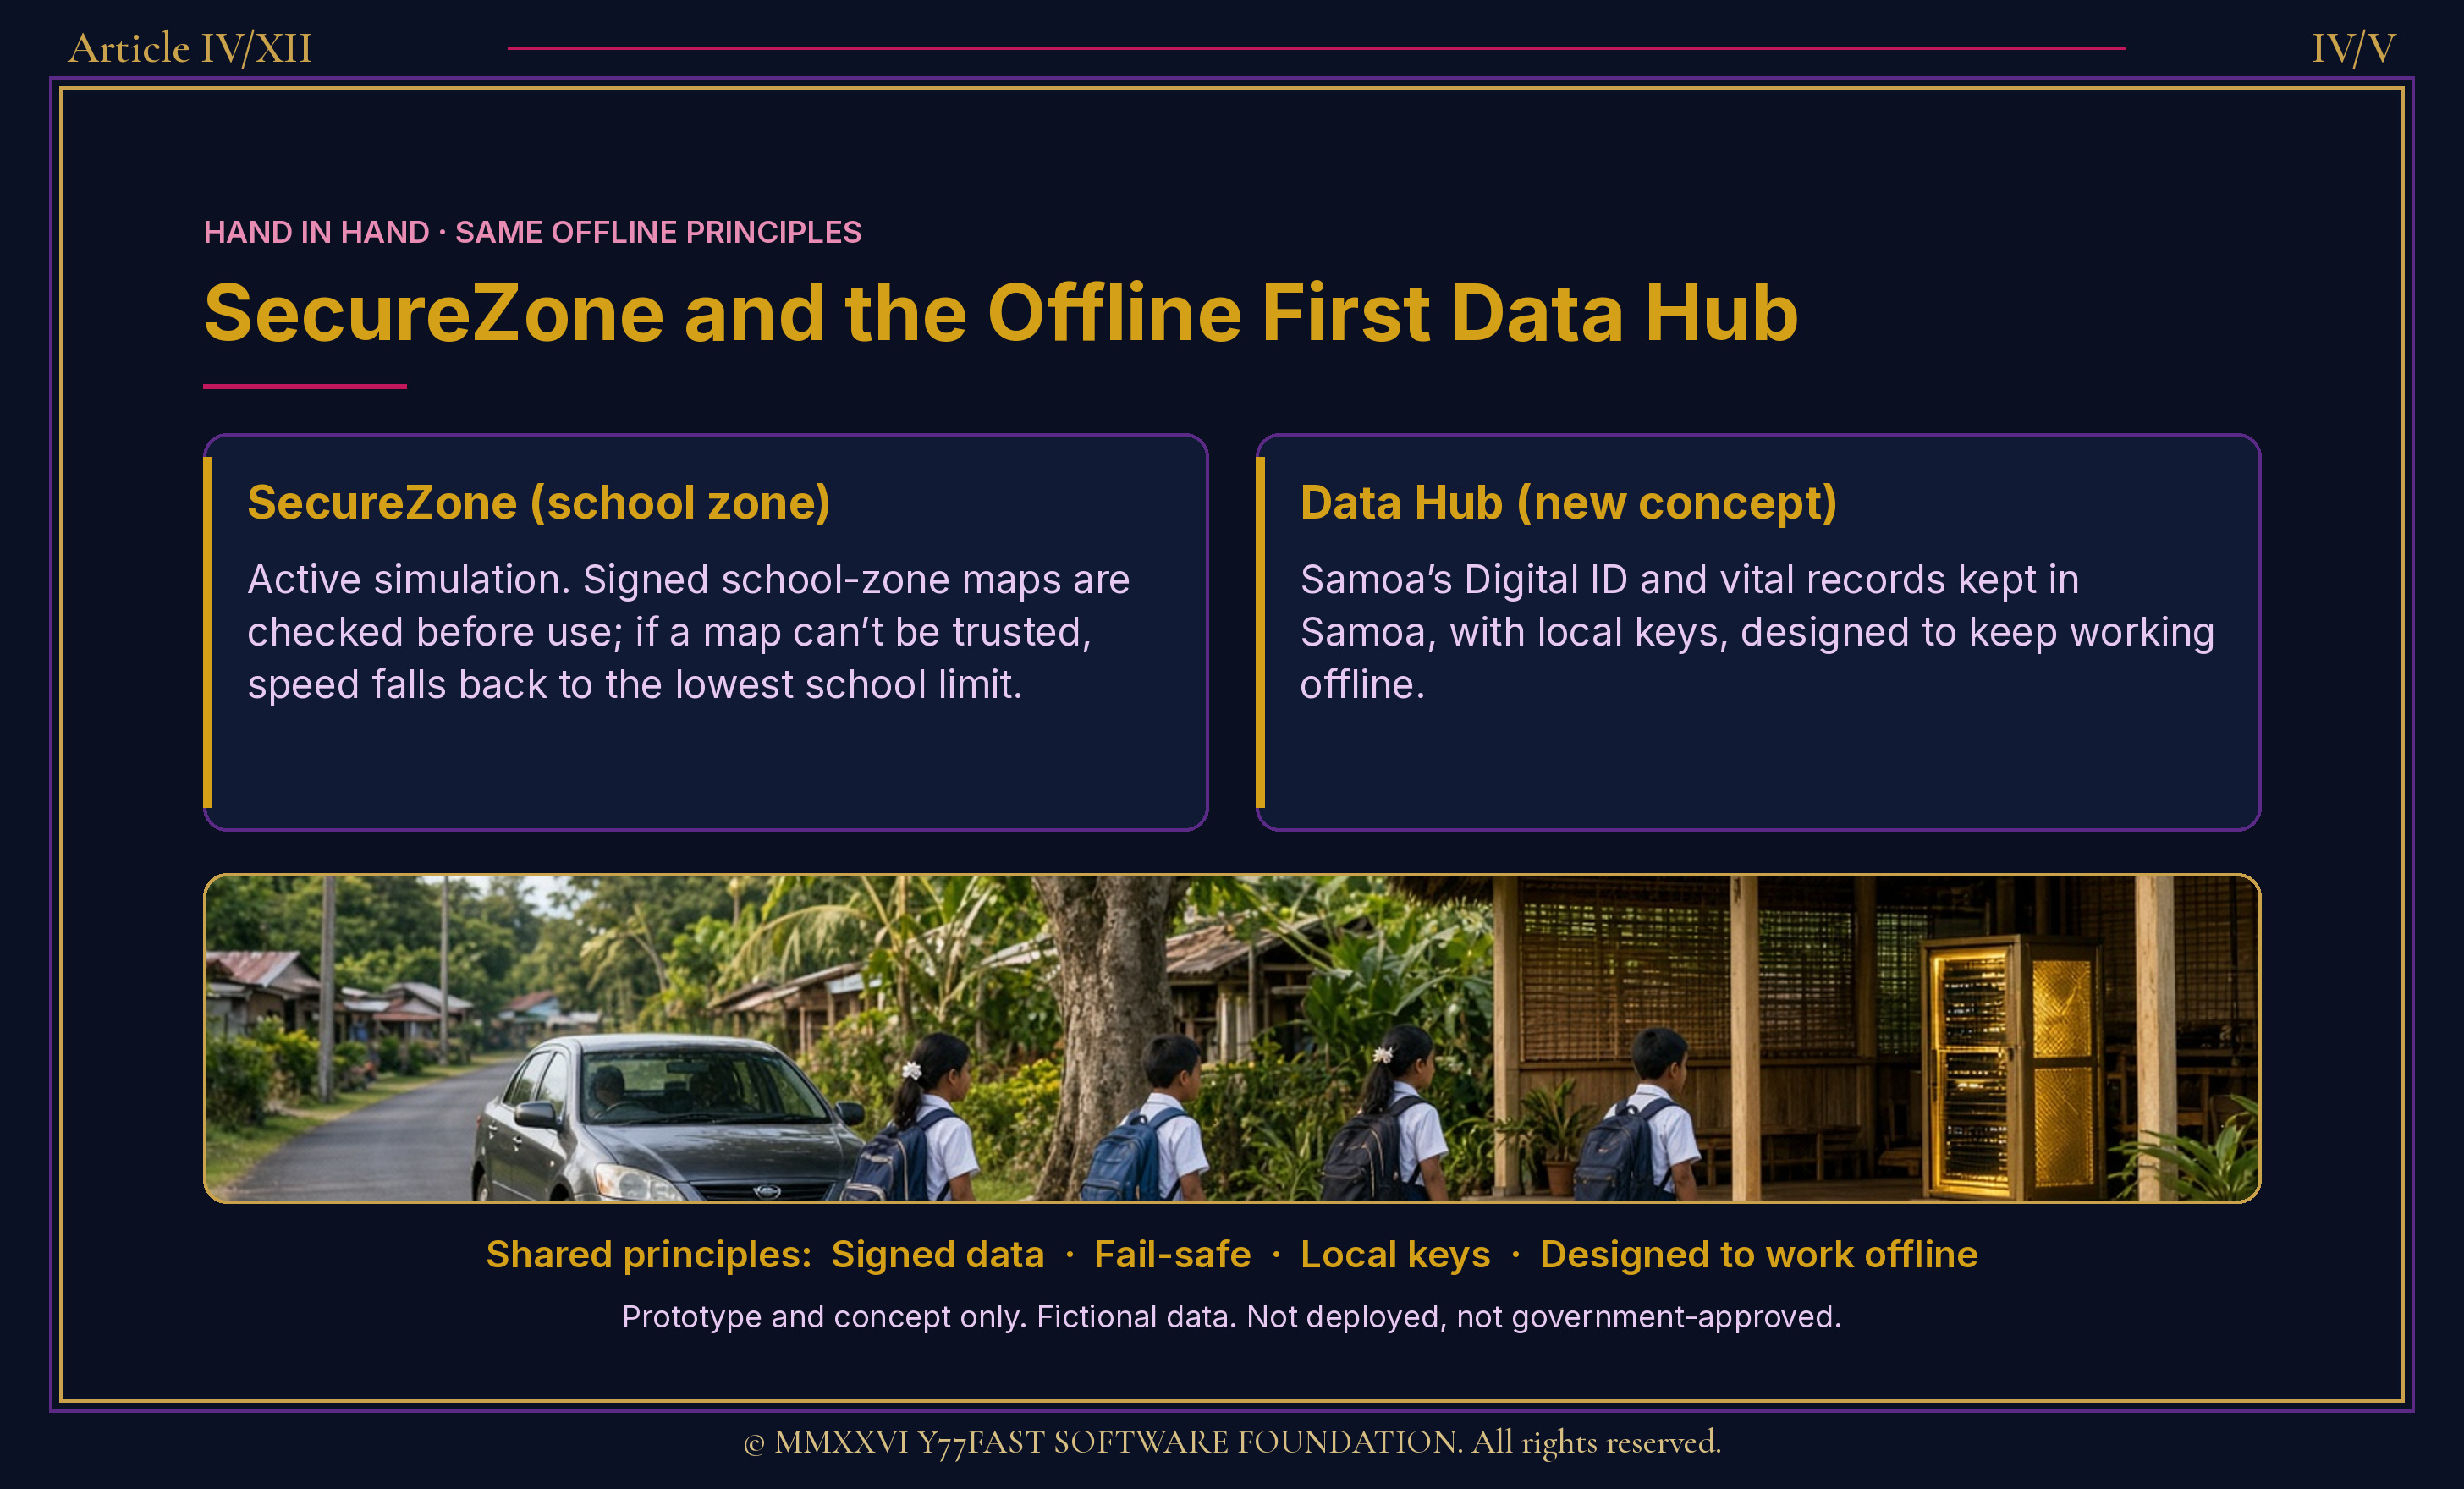 Article IV/XII
IV/V
HAND IN HAND · SAME OFFLINE PRINCIPLES
SecureZone and the Offline First Data Hub
SecureZone (school zone)
Active simulation. Signed school-zone maps are
checked before use; if a map can’t be trusted,
speed falls back to the lowest school limit.
Data Hub (new concept)
Samoa’s Digital ID and vital records kept in
Samoa, with local keys, designed to keep working
offline.
Shared principles: Signed data · Fail-safe · Local keys · Designed to work offline
Prototype and concept only. Fictional data. Not deployed, not government-approved.
© MMXXVI Y77FAST SOFTWARE FOUNDATION. All rights reserved.